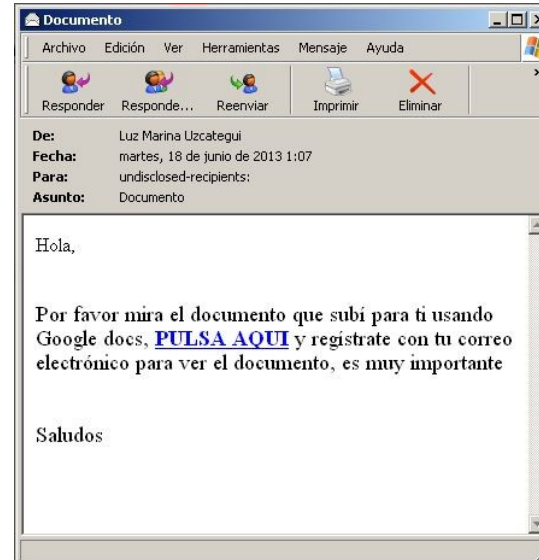 Documento
Archivo Edición Ver Herramientas Mensaje Ayuda
Responder Responde... Reenviar Imprimir Eliminar
De: Luz Marina Uzcategui
Fecha: martes, 18 de junio de 2013 1:07
Para: undisclosed-recipients:
Asunto: Documento
Hola,
Por favor mira el documento que subí para ti usando
Google docs, PULSA AQUI y regístrate con tu correo
electrónico para ver el documento, es muy importante
Saludos